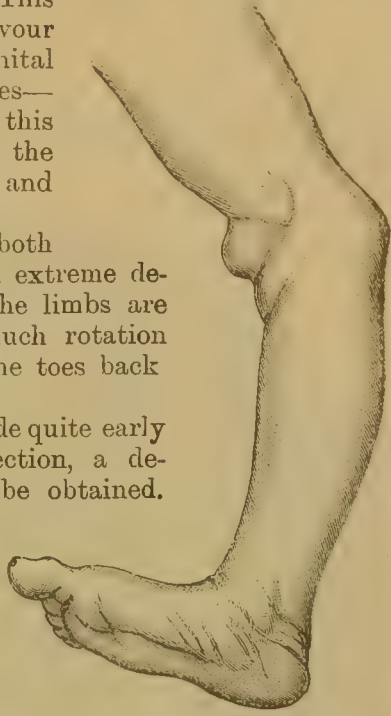 This
vour
nital
es—
this
the
and
both
extreme de-
he limbs are
uch rotation
ne toes back
de quite early
ection, a de-
be obtained.